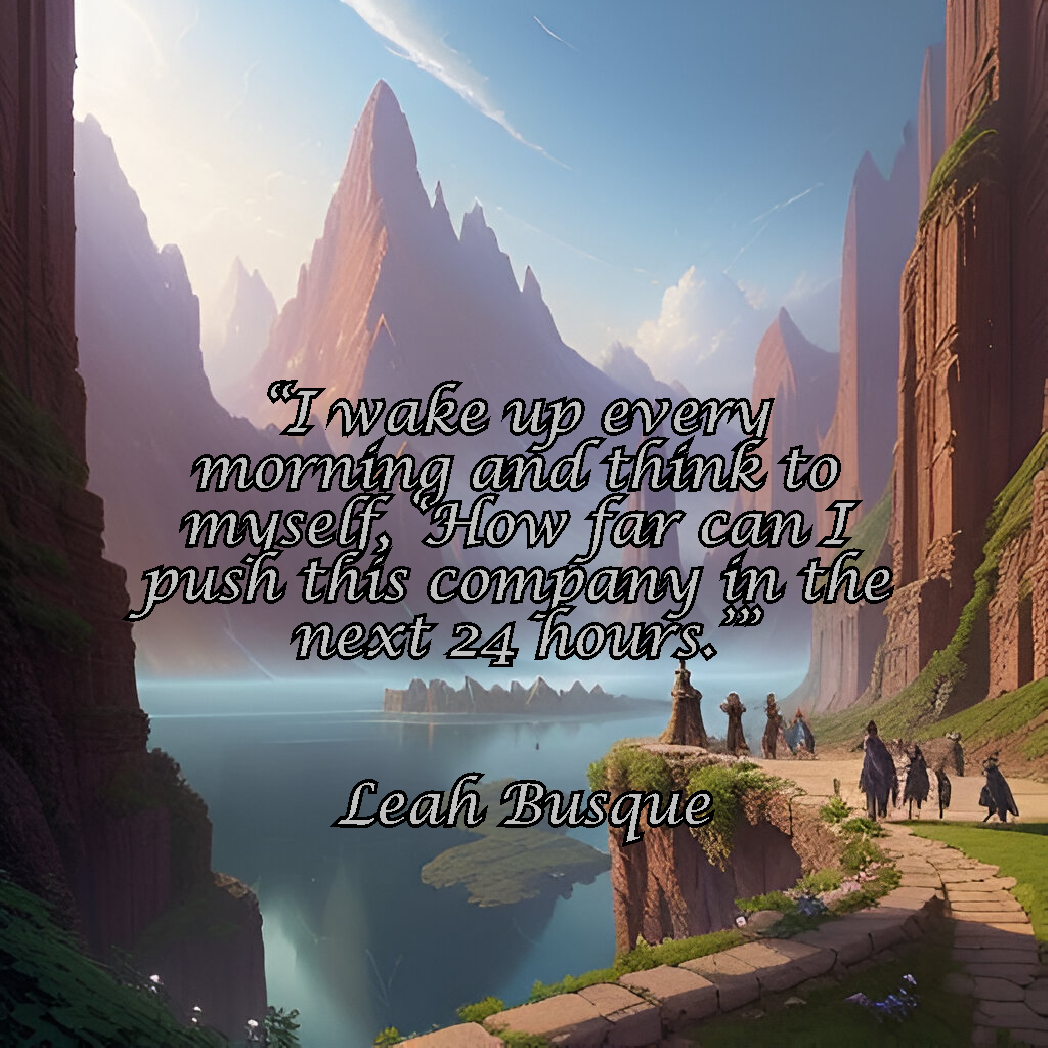 “I wake up every
morning and think to
myself, ‘How far can I
push this company in the
next 24 hours.’”
Leah Busque